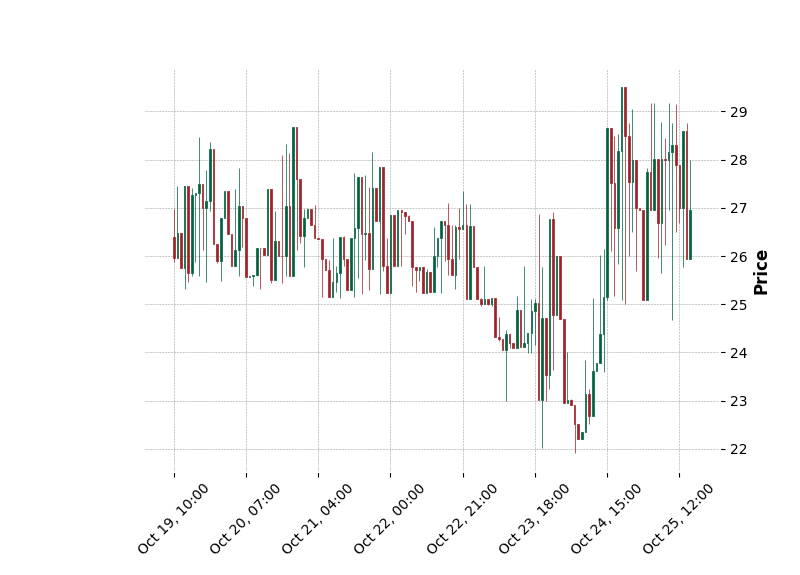 29
28
27
26
25
24
23
22
Price
Oct 19, 10:00
Oct 20, 07:00
Oct 21, 04:00
Oct 22, 00:00
Oct 22, 21:00
Oct 23, 18:00
Oct 24, 15:00
Oct 25, 12:00